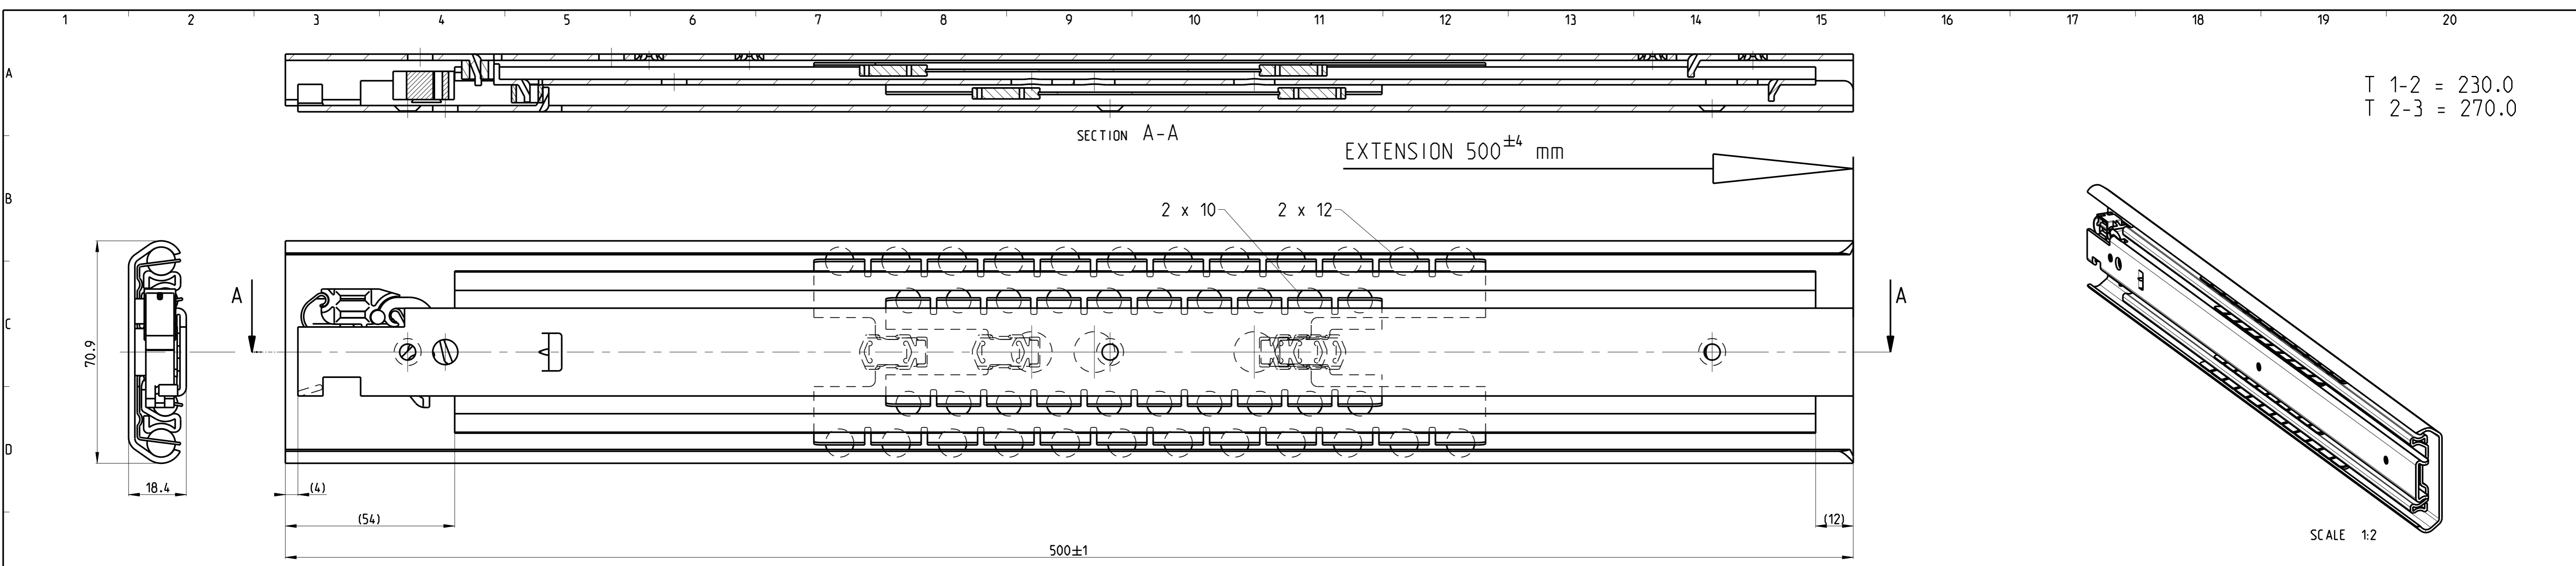 1 2 3 4 5 6 7 8 9 10 11 12 13 14 15 16 17 18 19 20
A
T 1-2 = 230.0
T 2-3 = 270.0
SECTION A-A
EXTENSION 500±4 mm
B
2 x 10 2 x 12
A A
C
70.9
D
18.4 (4)
(54) (12)
SCALE 1:2
500±1